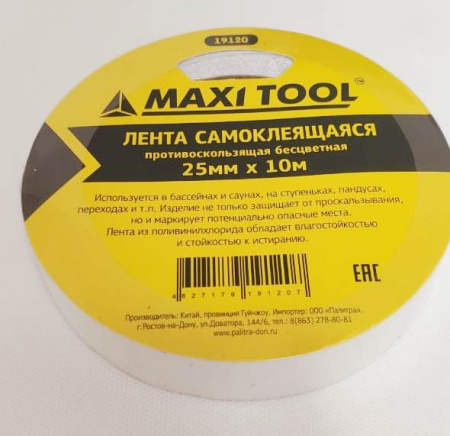 19120
MAXI TOOL™
ЛЕНТА САМОКЛЕЯЩАЯСЯ
противоскользящая бесцветная
25мм x 10м
Используется в бассейнах и саунах, на ступеньках, пандусах,
переходах и т.п. Изделие не только защищает от проскальзывания,
но и маркирует потенциально опасные места.
Лента из поливинилхлорида обладает влагостойкостью
и стойкостью к истиранию.
4627179191207
EAC
Производитель: Китай, провинция Гуйчжоу. Импортер: ООО «Палитра».
г.Ростов-на-Дону, ул.Доватора, 144/6, тел.: 8(863) 278-80-81
www.palitra-don.ru